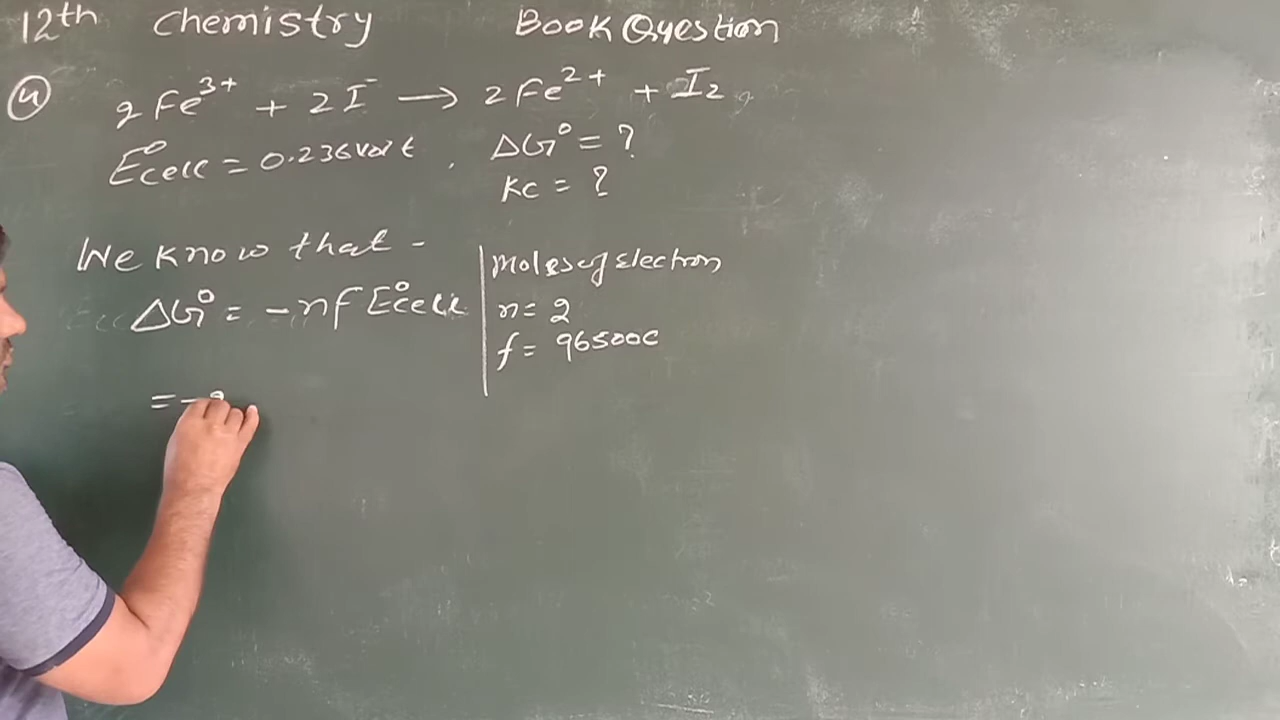 12th Chemistry Book Question
(4) 2Fe³⁺ + 2I⁻ → 2Fe²⁺ + I₂
E°cell = 0.236 volt , ΔG° = ?
Kc = ?
We know that -
ΔG° = -nf E°cell
= -2
Moles of Electron
n = 2
f = 96500C